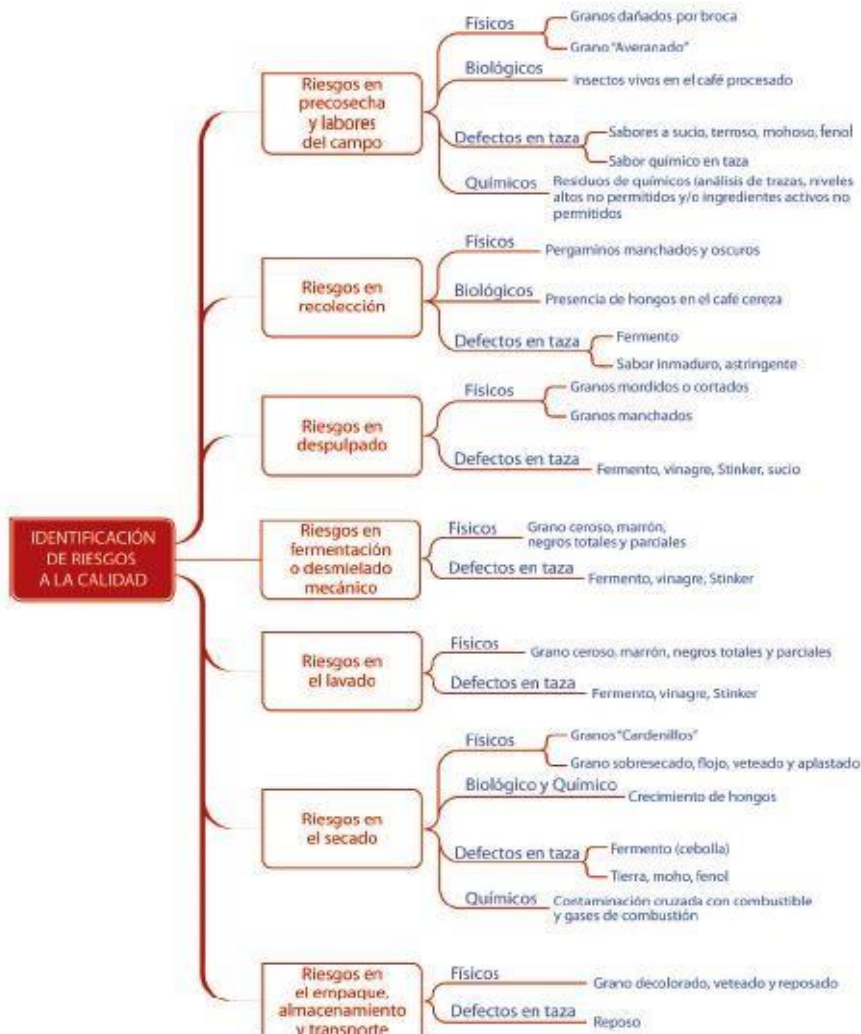 IDENTIFICACIÓN
DE RIESGOS
A LA CALIDAD
Riesgos en
precosecha
y labores
del campo
Físicos
Granos dañados por broca
Grano "Averanado"
Biológicos
Insectos vivos en el café procesado
Defectos en taza
Sabores a sucio, terroso, mohoso, fenol
Sabor químico en taza
Químicos
Residuos de químicos (análisis de trazas, niveles
altos no permitidos y/o ingredientes activos no
permitidos
Riesgos en
recolección
Físicos
Pergaminos manchados y oscuros
Biológicos
Presencia de hongos en el café cereza
Defectos en taza
Fermento
Sabor inmaduro, astringente
Riesgos en
despulpado
Físicos
Granos mordidos o cortados
Granos manchados
Defectos en taza
Fermento, vinagre, Stinker, sucio
Riesgos en
fermentación
o desmielado
mecánico
Físicos
Grano ceroso, marrón,
negros totales y parciales
Defectos en taza
Fermento, vinagre, Stinker
Riesgos en
el lavado
Físicos
Grano ceroso, marrón, negros totales y parciales
Defectos en taza
Fermento, vinagre, Stinker
Riesgos en
el secado
Físicos
Granos "Cardenillos"
Grano sobresecado, flojo, veteado y aplastado
Biológico y Químico
Crecimiento de hongos
Defectos en taza
Fermento (cebolla)
Tierra, moho, fenol
Químicos
Contaminación cruzada con combustible
y gases de combustión
Riesgos en
el empaque,
almacenamiento
y transporte
Físicos
Grano decolorado, veteado y reposado
Defectos en taza
Reposo